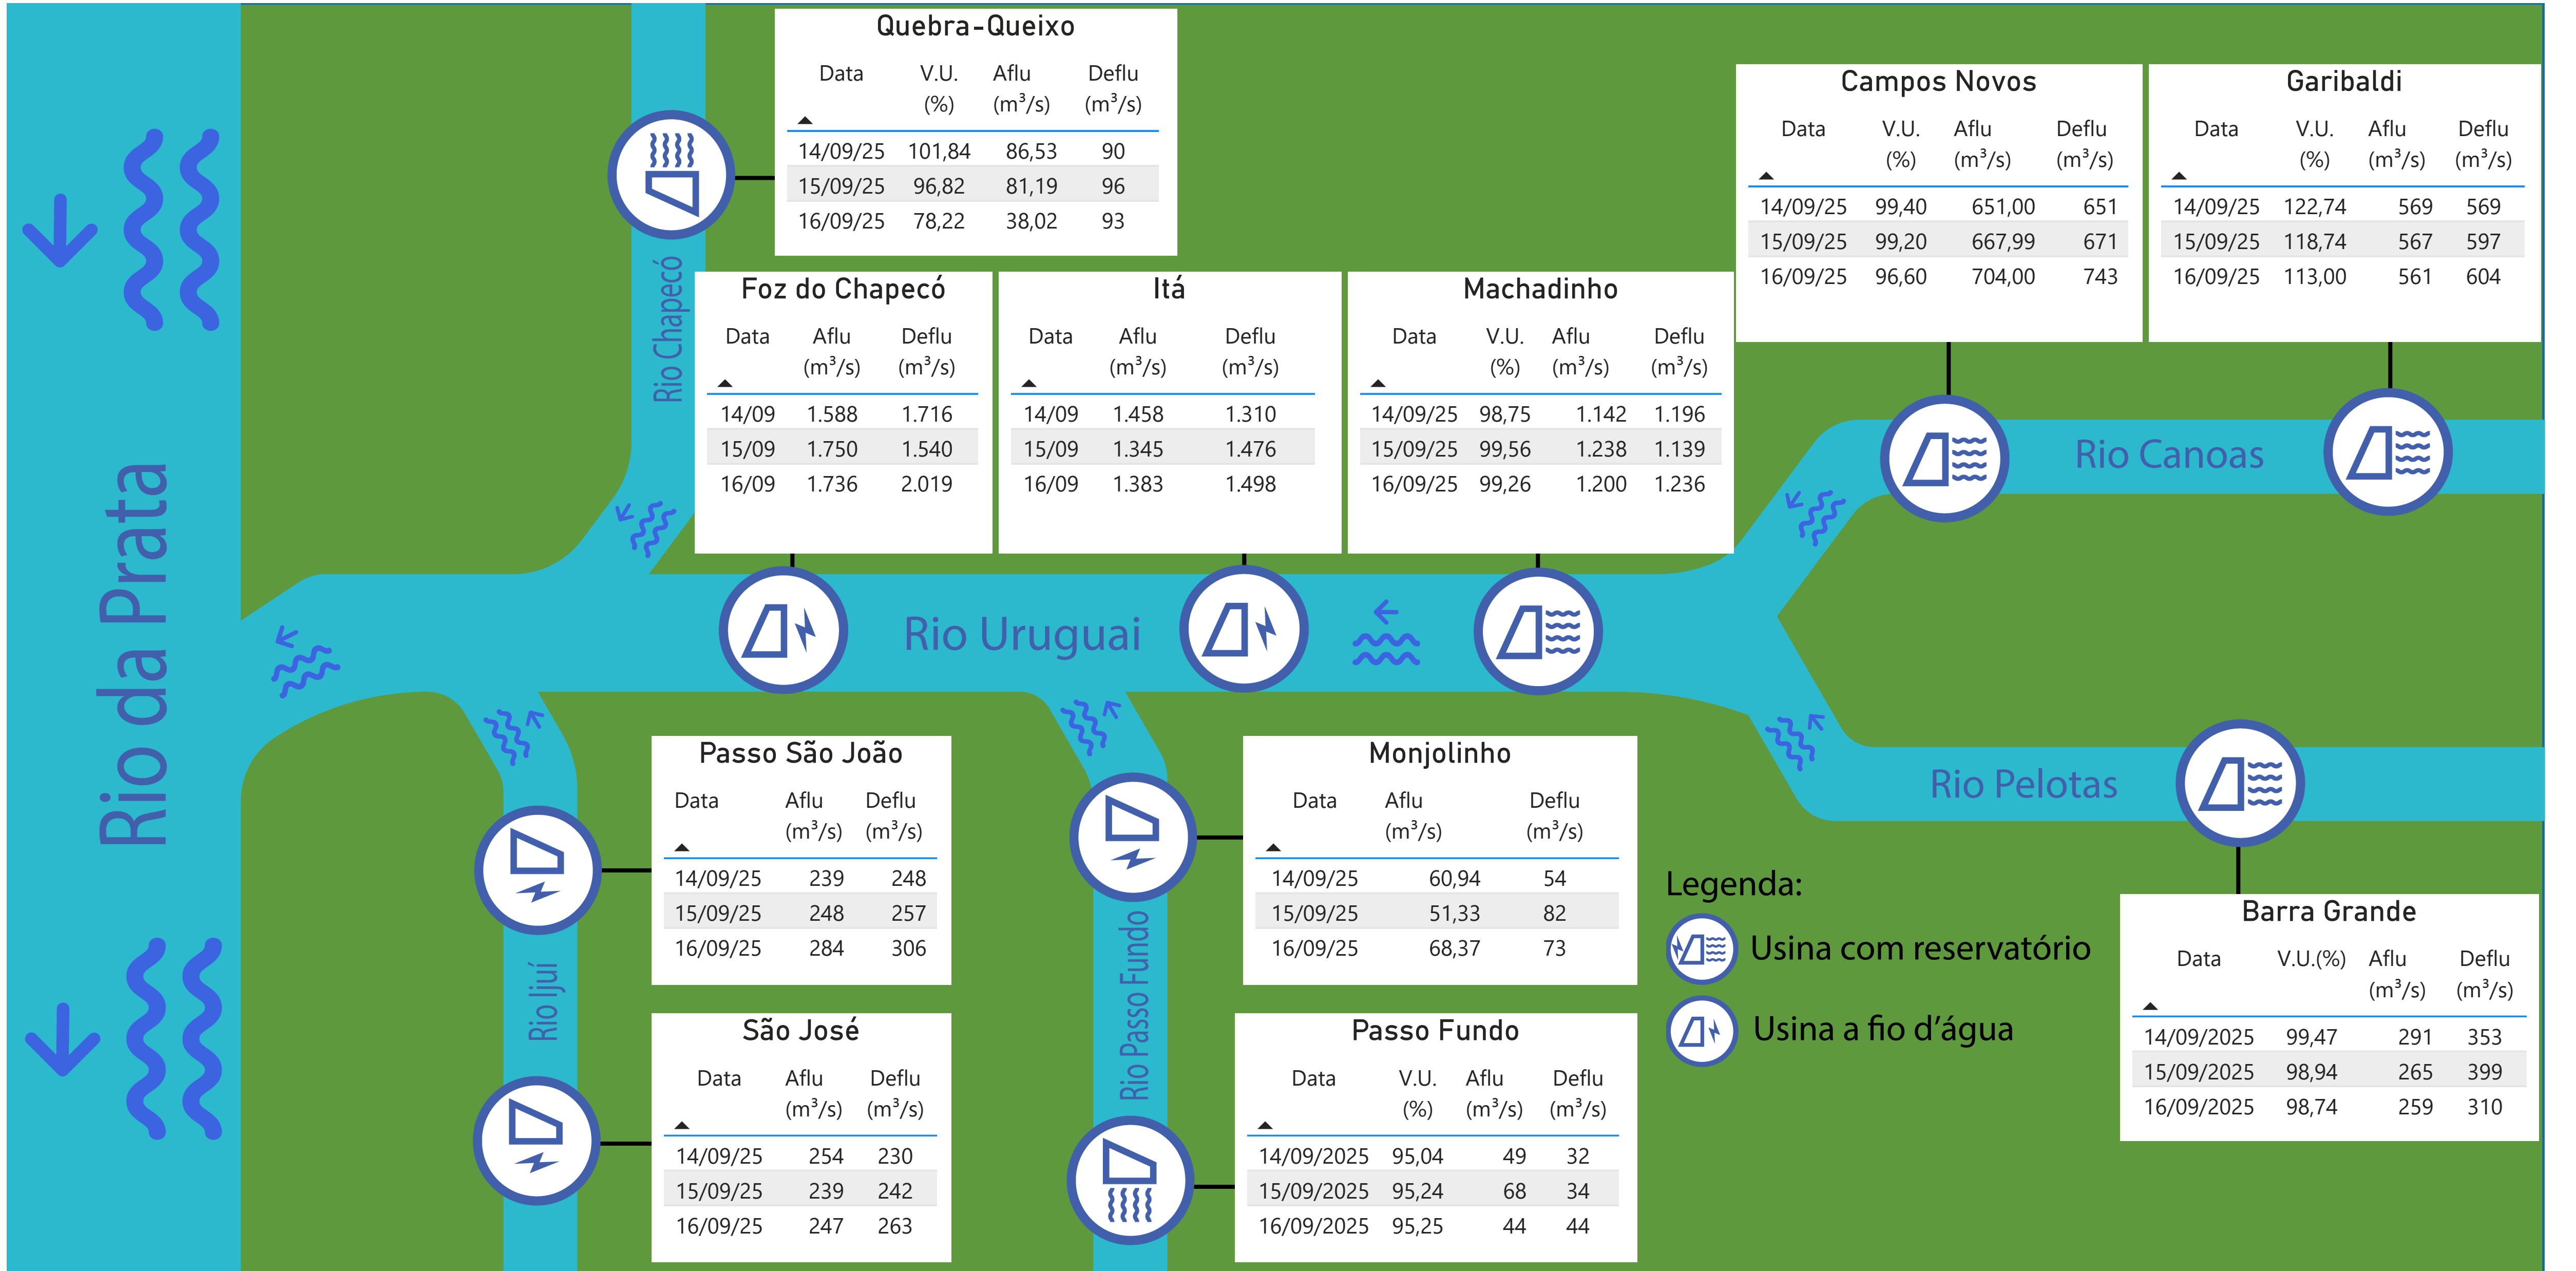 Quebra-Queixo
Data V.U. (%) Aflu (m³/s) Deflu (m³/s)
14/09/25 101,84 86,53 90
15/09/25 96,82 81,19 96
16/09/25 78,22 38,02 93
Campos Novos
Data V.U. (%) Aflu (m³/s) Deflu (m³/s)
14/09/25 99,40 651,00 651
15/09/25 99,20 667,99 671
16/09/25 96,60 704,00 743
Garibaldi
Data V.U. (%) Aflu (m³/s) Deflu (m³/s)
14/09/25 122,74 569 569
15/09/25 118,74 567 597
16/09/25 113,00 561 604
Rio Chapecó
Foz do Chapecó
Data Aflu (m³/s) Deflu (m³/s)
14/09 1.588 1.716
15/09 1.750 1.540
16/09 1.736 2.019
Itá
Data Aflu (m³/s) Deflu (m³/s)
14/09 1.458 1.310
15/09 1.345 1.476
16/09 1.383 1.498
Machadinho
Data V.U. (%) Aflu (m³/s) Deflu (m³/s)
14/09/25 98,75 1.142 1.196
15/09/25 99,56 1.238 1.139
16/09/25 99,26 1.200 1.236
Rio Canoas
Rio da Prata
Rio Uruguai
Rio Pelotas
Passo São João
Data Aflu (m³/s) Deflu (m³/s)
14/09/25 239 248
15/09/25 248 257
16/09/25 284 306
Monjolinho
Data Aflu (m³/s) Deflu (m³/s)
14/09/25 60,94 54
15/09/25 51,33 82
16/09/25 68,37 73
Legenda:
Usina com reservatório
Usina a fio d'água
Barra Grande
Data V.U.(%) Aflu (m³/s) Deflu (m³/s)
14/09/2025 99,47 291 353
15/09/2025 98,94 265 399
16/09/2025 98,74 259 310
Rio Ijuí
São José
Data Aflu (m³/s) Deflu (m³/s)
14/09/25 254 230
15/09/25 239 242
16/09/25 247 263
Rio Passo Fundo
Passo Fundo
Data V.U. (%) Aflu (m³/s) Deflu (m³/s)
14/09/2025 95,04 49 32
15/09/2025 95,24 68 34
16/09/2025 95,25 44 44